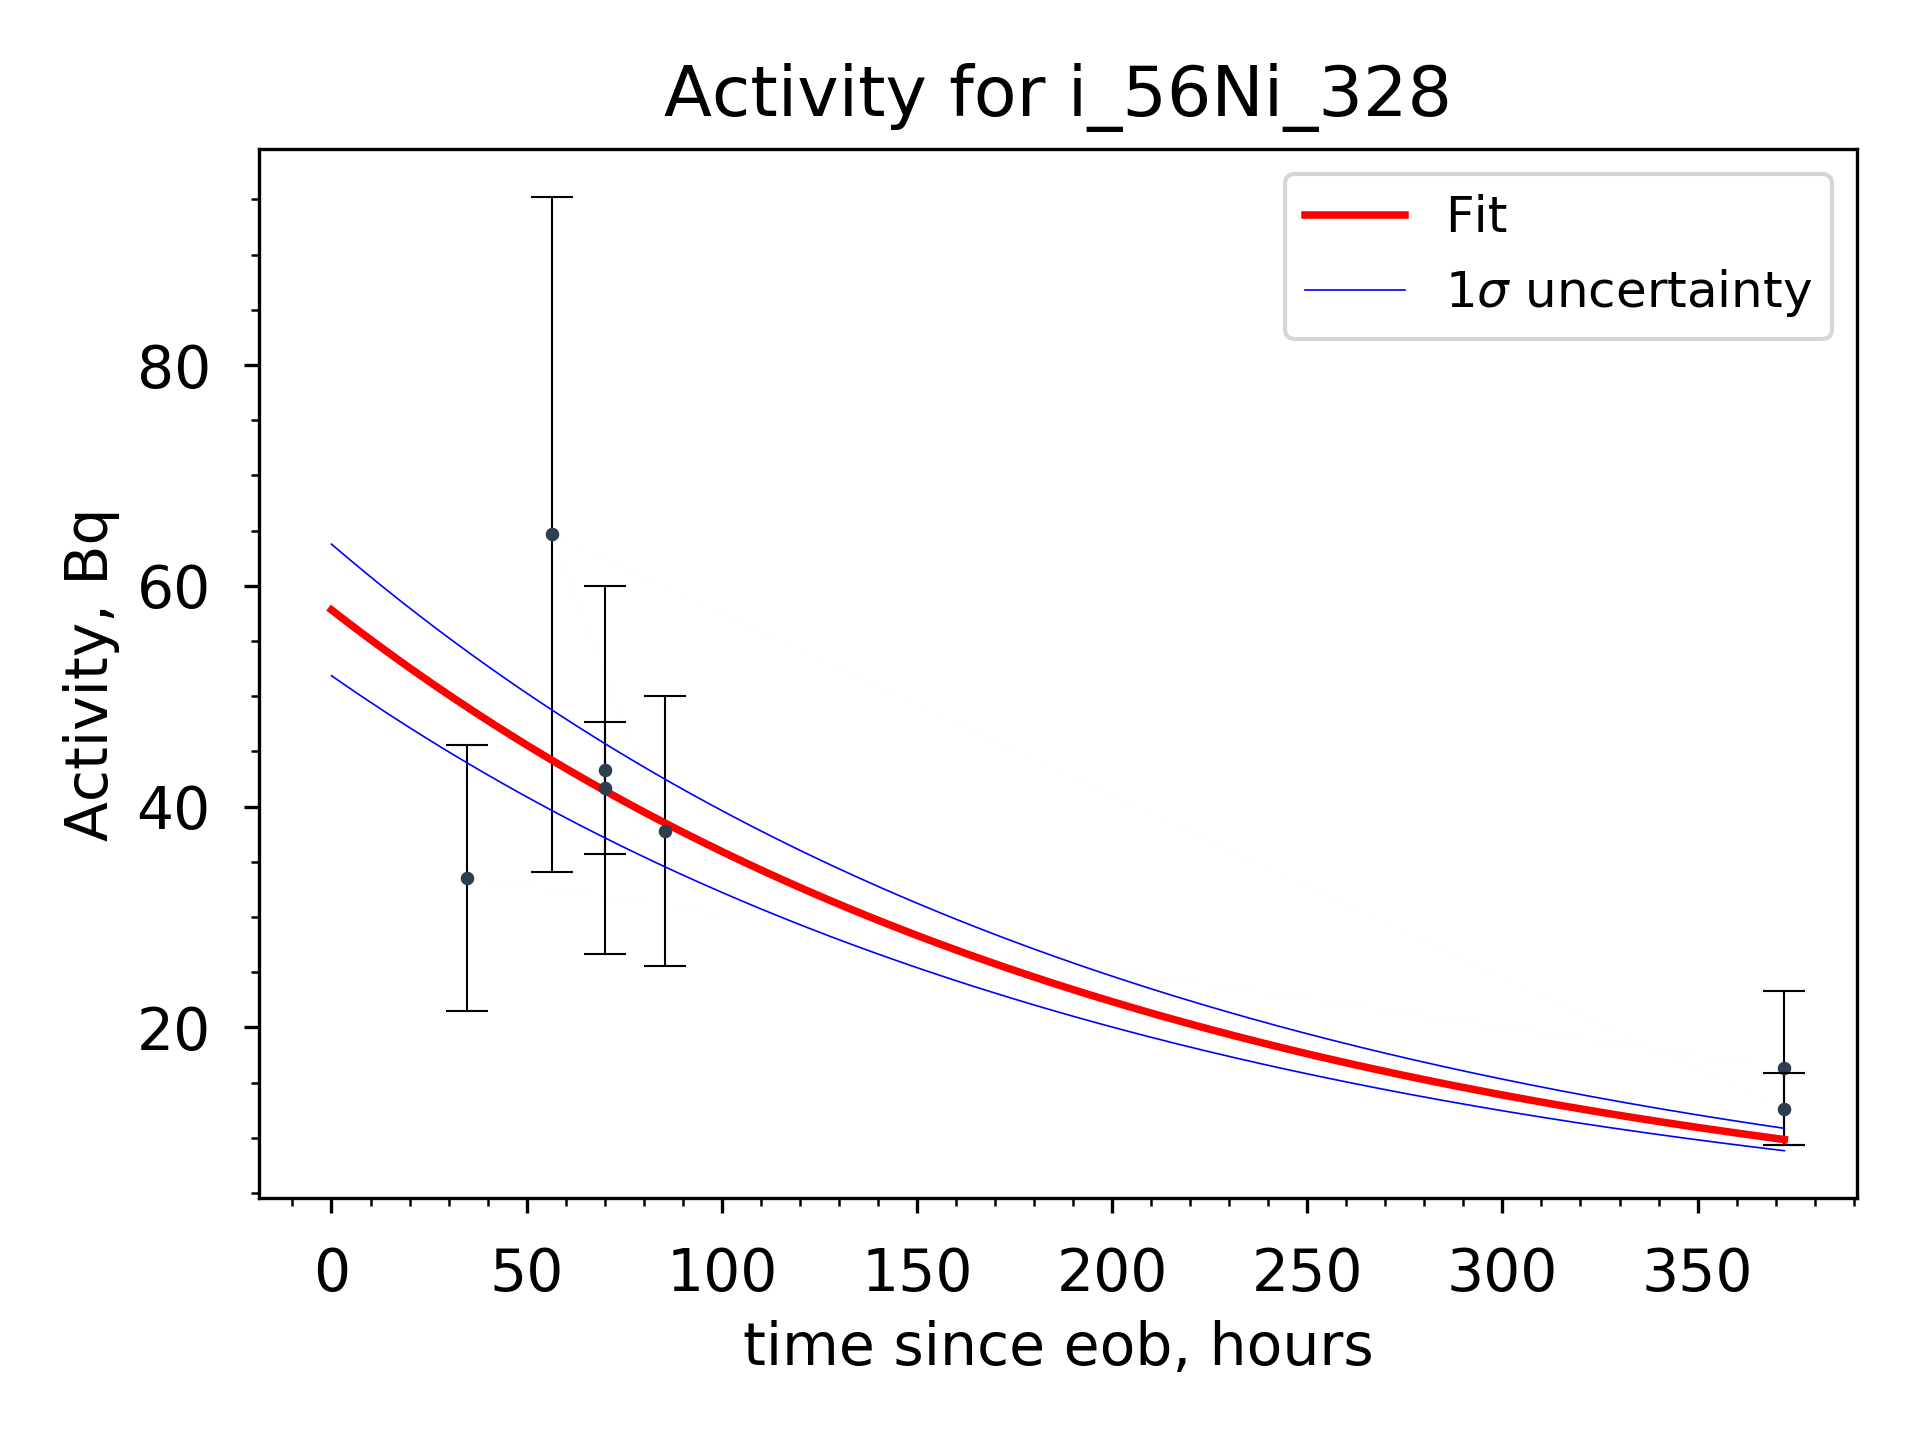 Activity for i_56Ni_328
Fit
1σ uncertainty
Activity, Bq
80
60
40
20
0 50 100 150 200 250 300 350
time since eob, hours